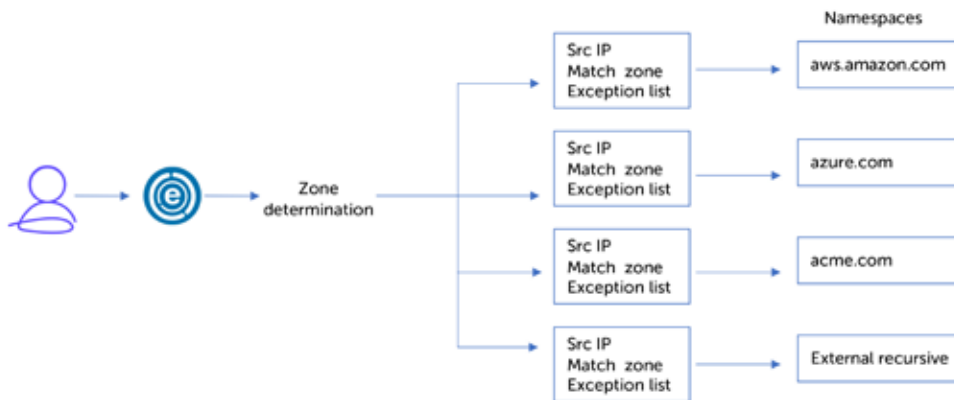 Namespaces
Src IP
Match zone
Exception list
aws.amazon.com
Src IP
Match zone
Exception list
azure.com
e
Zone
determination
Src IP
Match zone
Exception list
acme.com
Src IP
Match zone
Exception list
External recursive